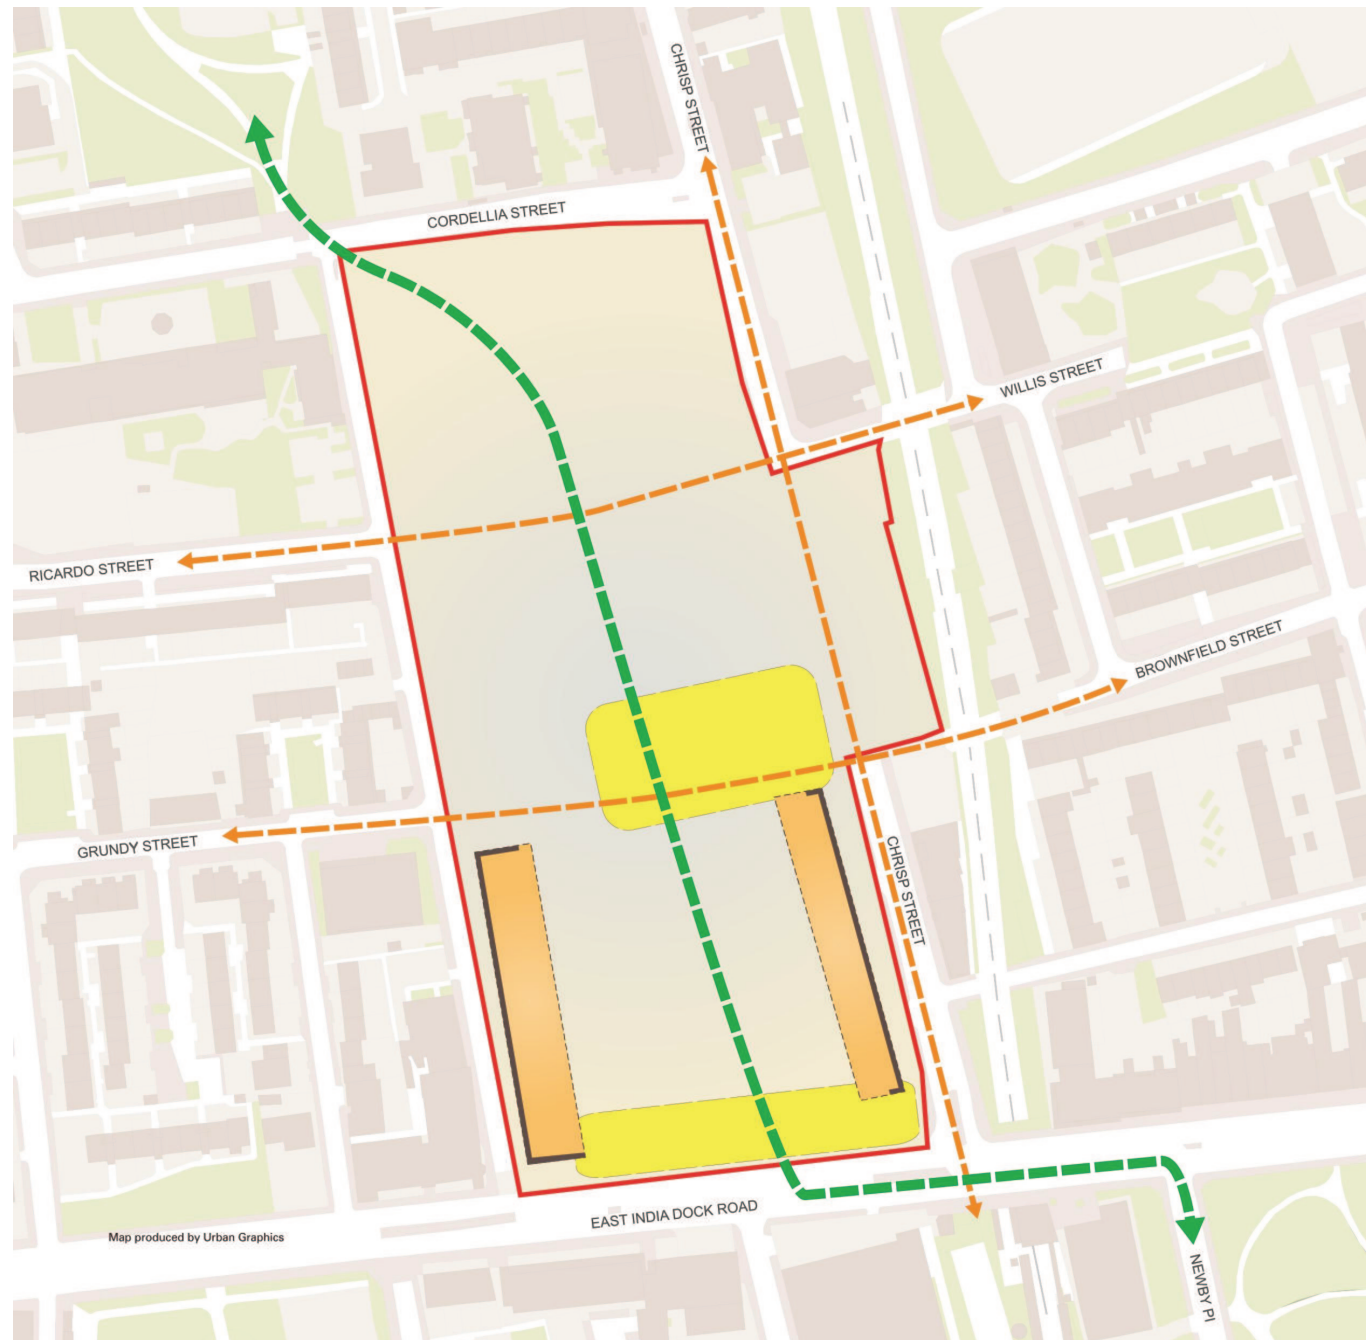 CHRISP STREET
CORDELLIA STREET
WILLIS STREET
RICARDO STREET
BROWNFIELD STREET
GRUNDY STREET
CHRISP STREET
EAST INDIA DOCK ROAD
Map produced by Urban Graphics
NEWBY Pl